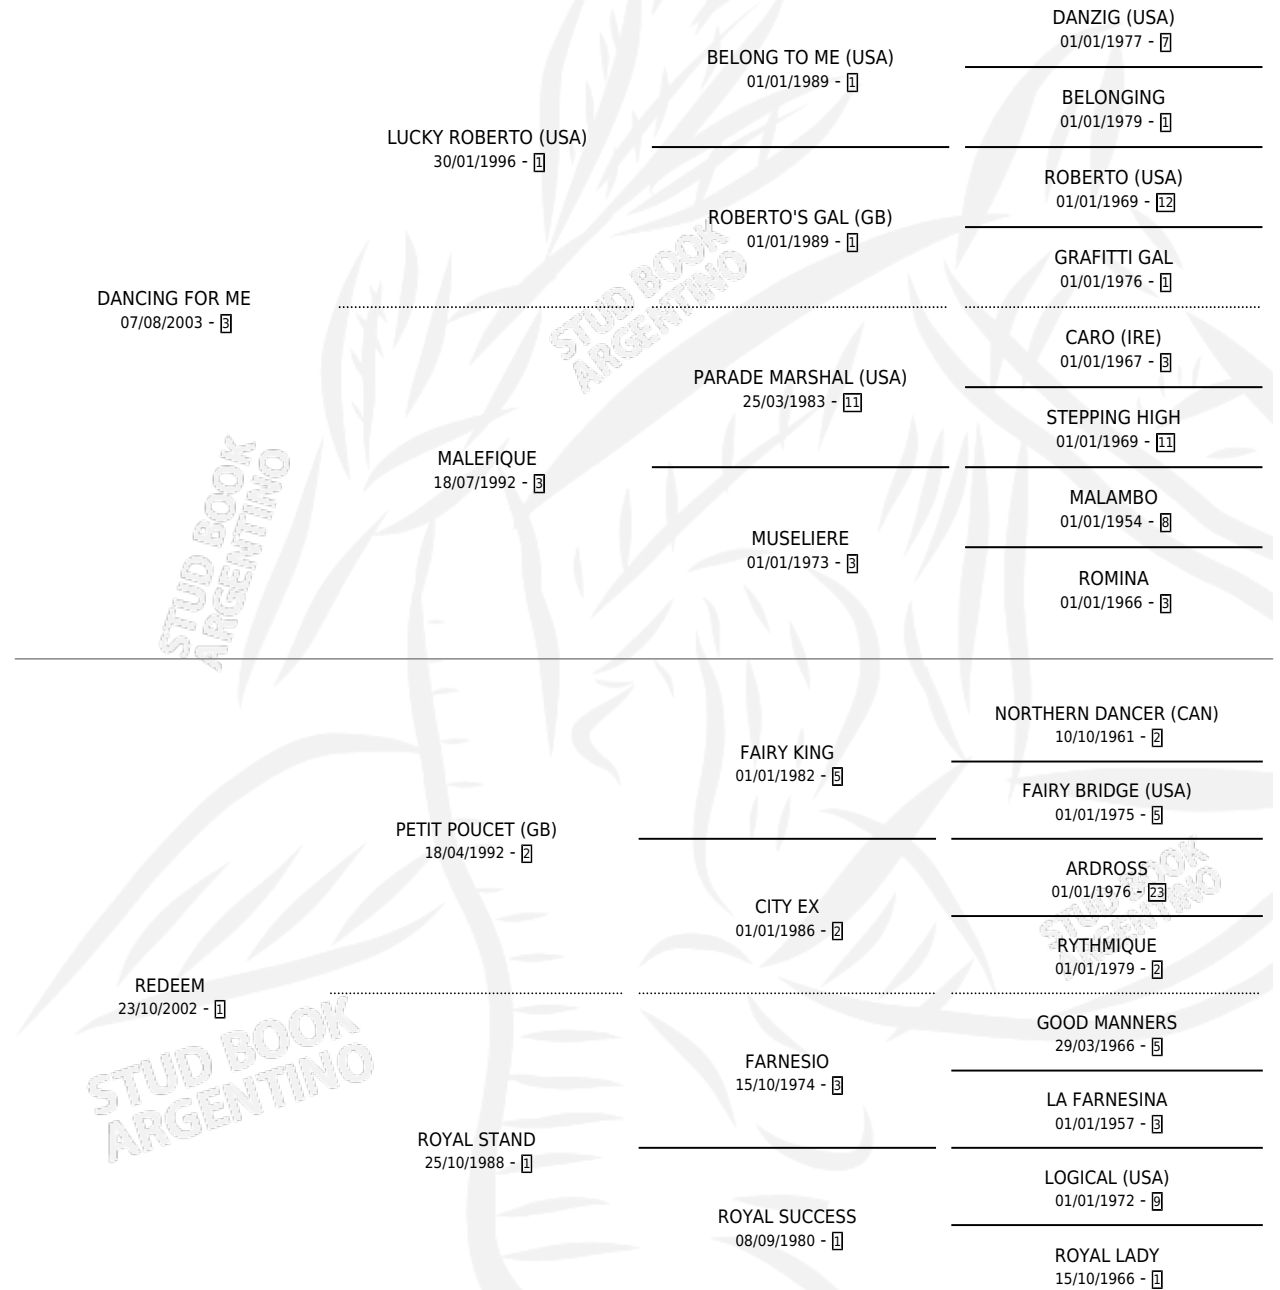 DANCING FOR ME
07/08/2003 - 3
LUCKY ROBERTO (USA)
30/01/1996 - 1
BELONG TO ME (USA)
01/01/1989 - 1
DANZIG (USA)
01/01/1977 - 7
BELONGING
01/01/1979 - 1
ROBERTO'S GAL (GB)
01/01/1989 - 1
ROBERTO (USA)
01/01/1969 - 12
GRAFITTI GAL
01/01/1976 - 1
MALEFIQUE
18/07/1992 - 3
PARADE MARSHAL (USA)
25/03/1983 - 11
CARO (IRE)
01/01/1967 - 3
STEPPING HIGH
01/01/1969 - 11
MUSELIERE
01/01/1973 - 3
MALAMBO
01/01/1954 - 8
ROMINA
01/01/1966 - 3
REDEEM
23/10/2002 - 1
PETIT POUCET (GB)
18/04/1992 - 2
FAIRY KING
01/01/1982 - 5
NORTHERN DANCER (CAN)
10/10/1961 - 2
FAIRY BRIDGE (USA)
01/01/1975 - 5
CITY EX
01/01/1986 - 2
ARDROSS
01/01/1976 - 23
RYTHMIQUE
01/01/1979 - 2
ROYAL STAND
25/10/1988 - 1
FARNESIO
15/10/1974 - 3
GOOD MANNERS
29/03/1966 - 5
LA FARNESINA
01/01/1957 - 3
ROYAL SUCCESS
08/09/1980 - 1
LOGICAL (USA)
01/01/1972 - 9
ROYAL LADY
15/10/1966 - 1
STUD BOOK
ARGENTINO
STUD BOOK
ARGENTINO
STUD BOOK
ARGENTINO
STUD BOOK
ARGENTINO